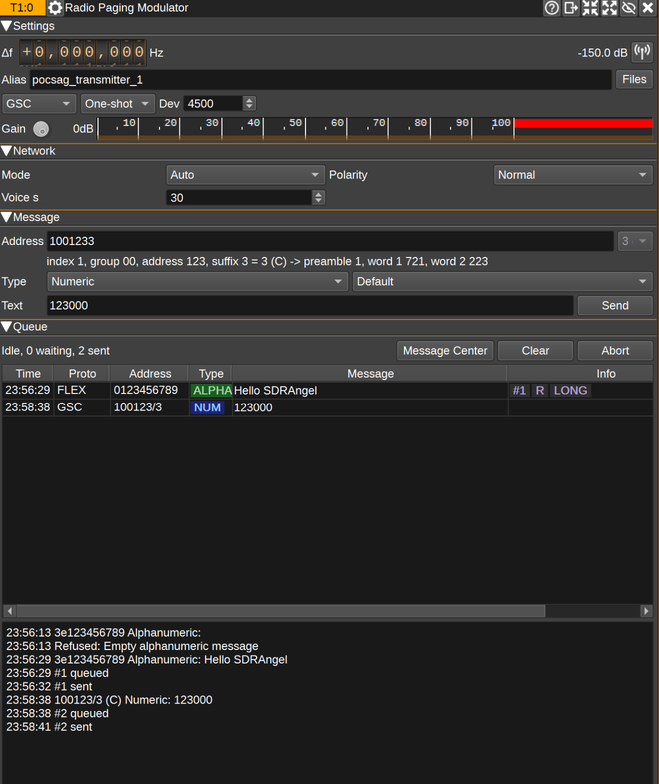 T1:0 Radio Paging Modulator
Settings
Δf +0,000,000 Hz -150.0 dB
Alias pocsag_transmitter_1 Files
GSC One-shot Dev 4500
Gain 0dB 10 20 30 40 50 60 70 80 90 100
Network
Mode Auto Polarity Normal
Voice s 30
Message
Address 1001233 3
index 1, group 00, address 123, suffix 3 = 3 (C) -> preamble 1, word 1 721, word 2 223
Type Numeric Default
Text 123000 Send
Queue
Idle, 0 waiting, 2 sent Message Center Clear Abort
Time Proto Address Type Message Info
23:56:29 FLEX 0123456789 ALPHA Hello SDRAngel #1 R LONG
23:58:38 GSC 100123/3 NUM 123000
23:56:13 3e123456789 Alphanumeric:
23:56:13 Refused: Empty alphanumeric message
23:56:29 3e123456789 Alphanumeric: Hello SDRAngel
23:56:29 #1 queued
23:56:32 #1 sent
23:58:38 100123/3 (C) Numeric: 123000
23:58:38 #2 queued
23:58:41 #2 sent